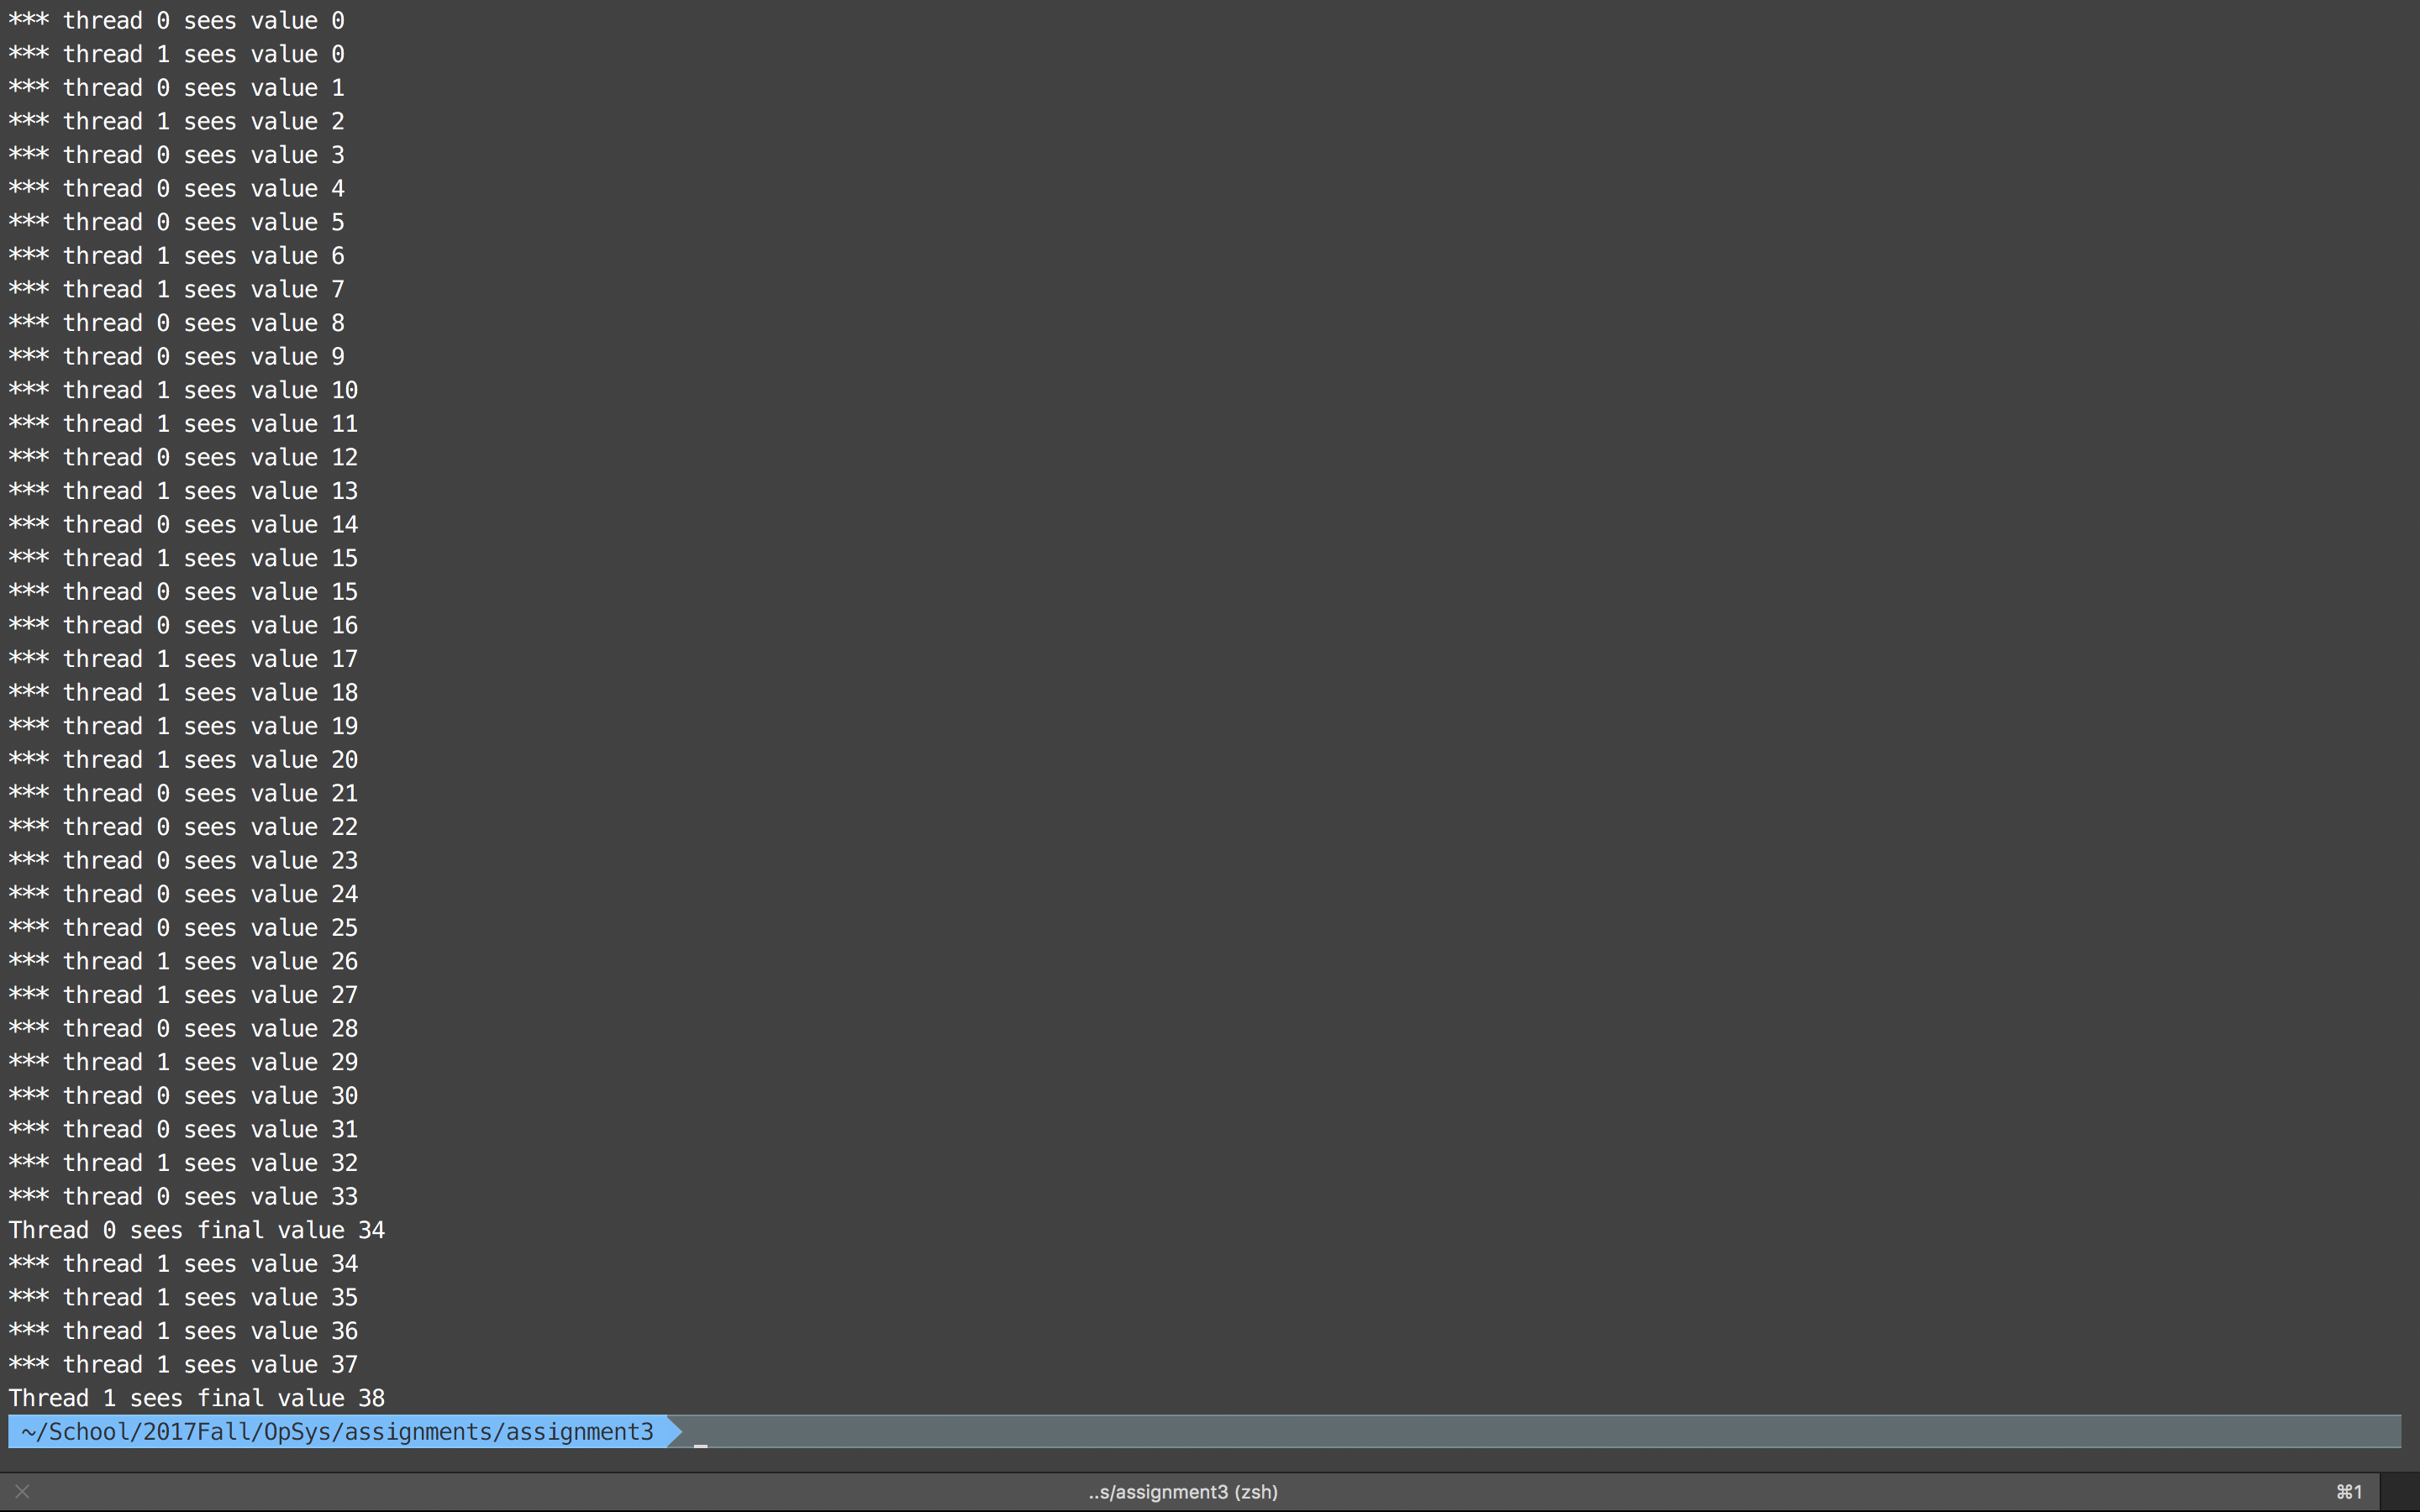 *** thread 0 sees value 0
*** thread 1 sees value 0
*** thread 0 sees value 1
*** thread 1 sees value 2
*** thread 0 sees value 3
*** thread 0 sees value 4
*** thread 0 sees value 5
*** thread 1 sees value 6
*** thread 1 sees value 7
*** thread 0 sees value 8
*** thread 0 sees value 9
*** thread 1 sees value 10
*** thread 1 sees value 11
*** thread 0 sees value 12
*** thread 1 sees value 13
*** thread 0 sees value 14
*** thread 1 sees value 15
*** thread 0 sees value 15
*** thread 0 sees value 16
*** thread 1 sees value 17
*** thread 1 sees value 18
*** thread 1 sees value 19
*** thread 1 sees value 20
*** thread 0 sees value 21
*** thread 0 sees value 22
*** thread 0 sees value 23
*** thread 0 sees value 24
*** thread 0 sees value 25
*** thread 1 sees value 26
*** thread 1 sees value 27
*** thread 0 sees value 28
*** thread 1 sees value 29
*** thread 0 sees value 30
*** thread 0 sees value 31
*** thread 1 sees value 32
*** thread 0 sees value 33
Thread 0 sees final value 34
*** thread 1 sees value 34
*** thread 1 sees value 35
*** thread 1 sees value 36
*** thread 1 sees value 37
Thread 1 sees final value 38
~/School/2017Fall/OpSys/assignments/assignment3
..s/assignment3 (zsh) ⌘1